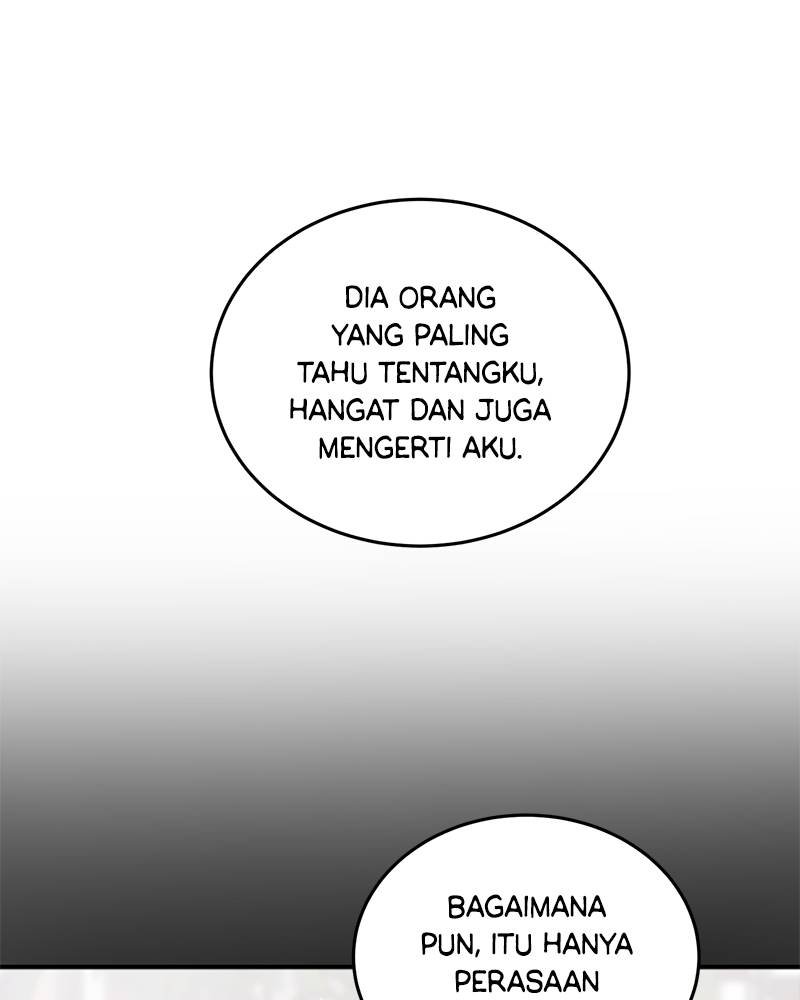 DIA ORANG
YANG PALING
TAHU TENTANGKU,
HANGAT DAN JUGA
MENGERTI AKU.
BAGAIMANA
PUN, ITU HANYA
PERASAAN